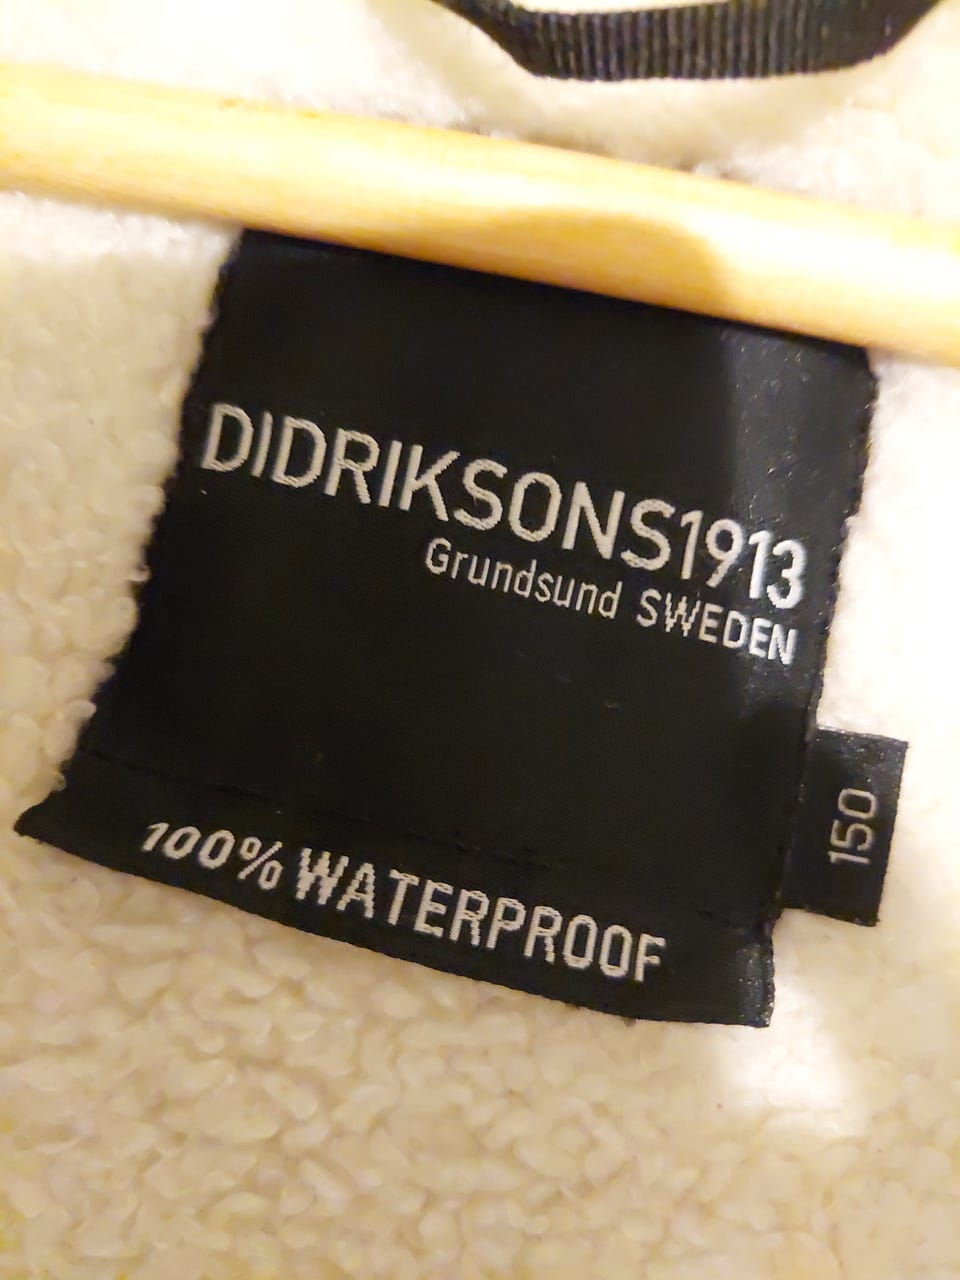 DIDRIKSONS1913
Grundsund SWEDEN
150
100% WATERPROOF